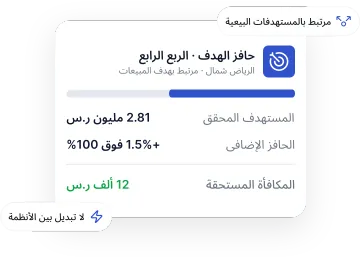 مرتبط بالمستهدفات البيعية
حافز الهدف · الربع الرابع
الرياض شمال · مرتبط بهدف المبيعات
المستهدف المحقق 2.81 مليون ر.س
الحافز الإضافي +1.5% فوق 100%
المكافأة المستحقة 12 ألف ر.س
لا تبديل بين الأنظمة